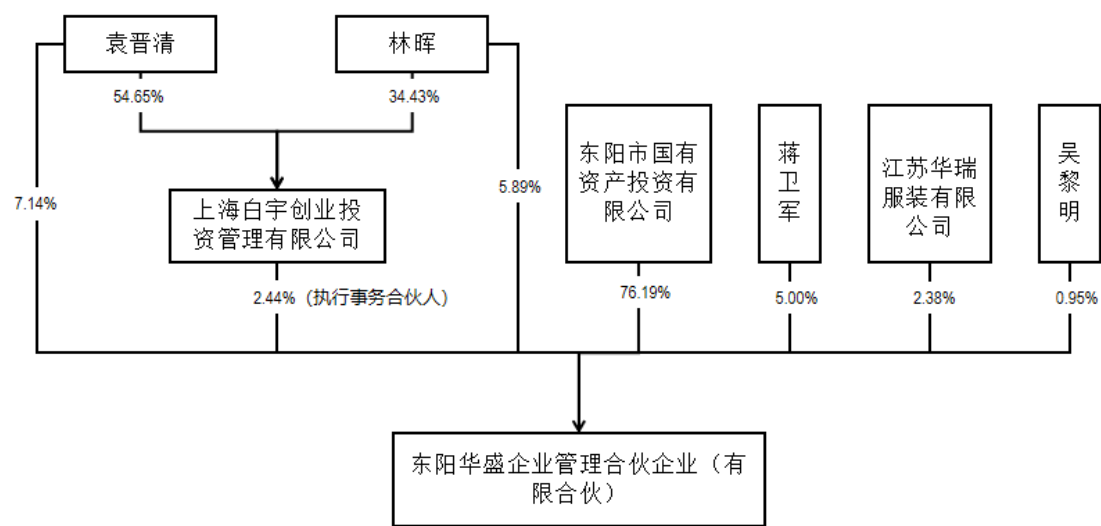 袁晋清
林晖
54.65%
34.43%
东阳市国有
资产投资有
限公司
蒋
卫
军
江苏华瑞
服装有限
公司
吴
黎
明
7.14%
5.89%
上海白宇创业投
资管理有限公司
2.44%（执行事务合伙人）
76.19%
5.00%
2.38%
0.95%
东阳华盛企业管理合伙企业（有
限合伙）